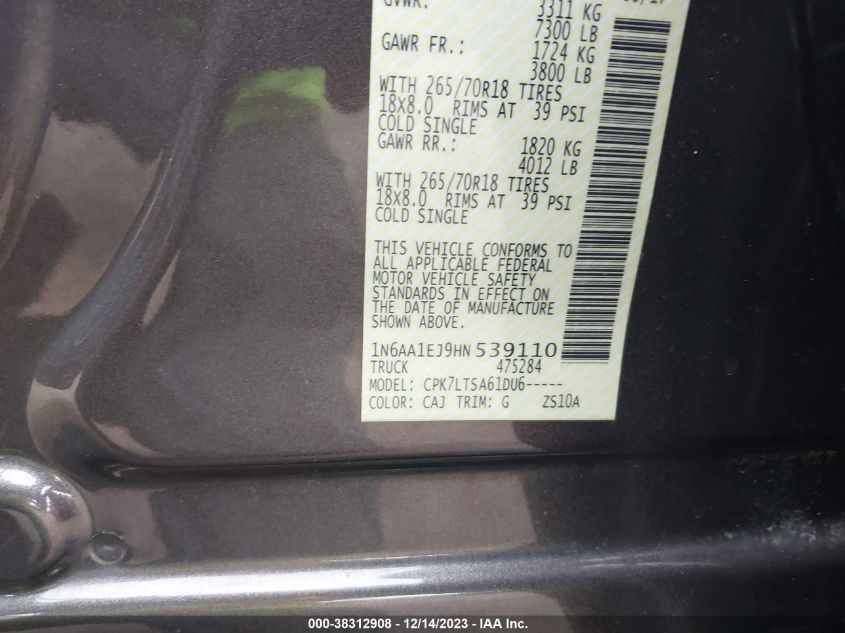 GVWR:
3311 KG
7300 LB
GAWR FR.: 1724 KG
3800 LB
WITH 265/70R18 TIRES
18X8.0 RIMS AT 39 PSI
COLD SINGLE
GAWR RR.: 1820 KG
4012 LB
WITH 265/70R18 TIRES
18X8.0 RIMS AT 39 PSI
COLD SINGLE
THIS VEHICLE CONFORMS TO
ALL APPLICABLE FEDERAL
MOTOR VEHICLE SAFETY
STANDARDS IN EFFECT ON
THE DATE OF MANUFACTURE
SHOWN ABOVE.
1N6AA1EJ9HN 539110
TRUCK 475284
MODEL: CPK7LTSA61DU6-----
COLOR: CAJ TRIM: G ZS10A
000-38312908 - 12/14/2023 - IAA Inc.